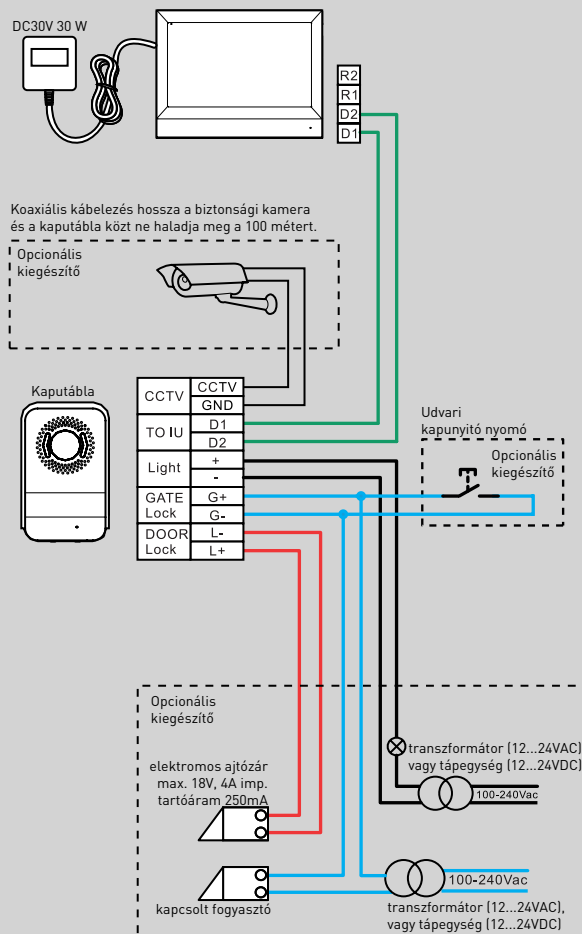 DC30V 30 W
R2
R1
D2
D1
Koaxiális kábelezés hossza a biztonsági kamera
és a kaputábla közt ne haladja meg a 100 métert.
Opcionális
kiegészítő
Kaputábla
CCTV
CCTV
GND
TO IU
D1
D2
Light
+
-
GATE
Lock
G+
G-
DOOR
Lock
L-
L+
Udvari
kapunyitó nyomó
Opcionális
kiegészítő
Opcionális
kiegészítő
elektromos ajtózár
max. 18V, 4A imp.
tartóáram 250mA
transzformátor (12...24VAC)
vagy tápegység (12...24VDC)
100-240Vac
kapcsolt fogyasztó
100-240Vac
transzformátor (12...24VAC),
vagy tápegység (12...24VDC)